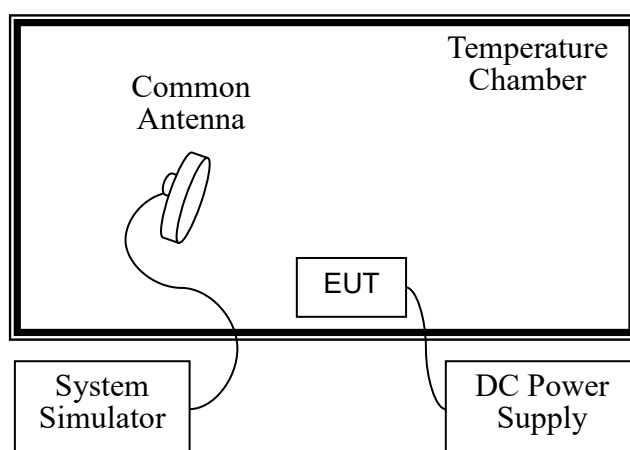 Temperature
Chamber
Common
Antenna
EUT
System
Simulator
DC Power
Supply